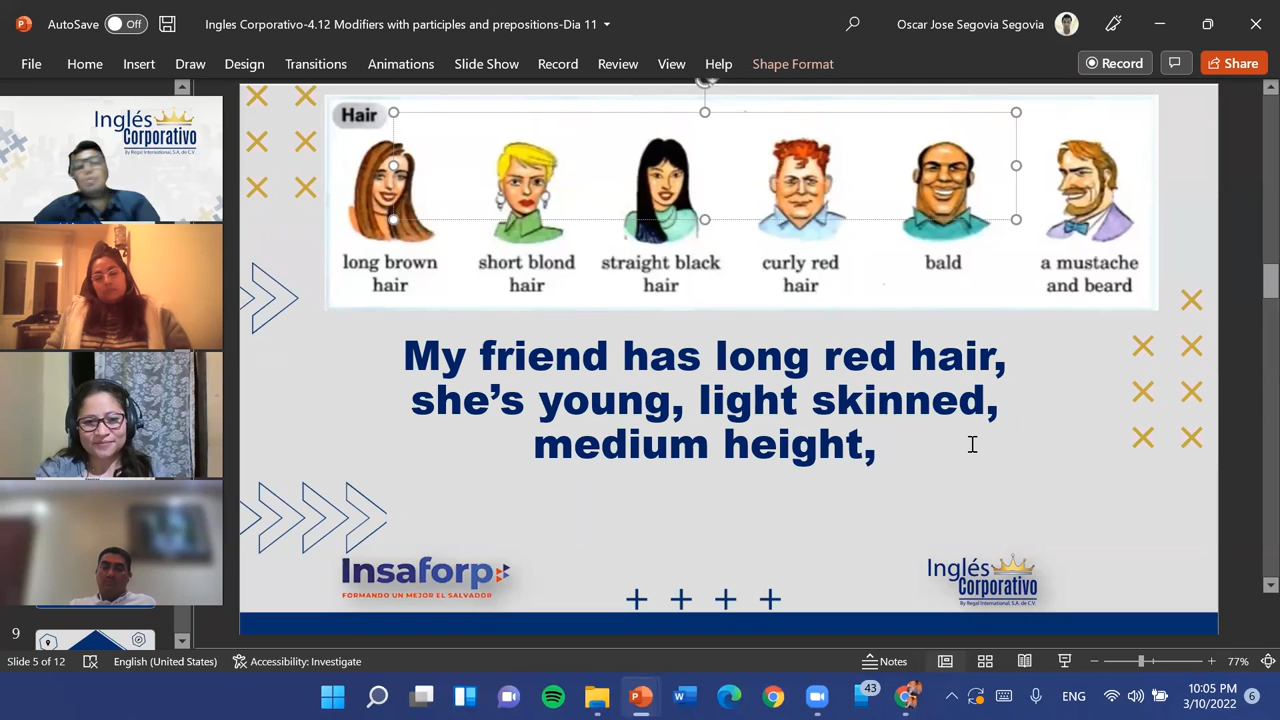 AutoSave Off
Ingles Corporativo-4.12 Modifiers with participles and prepositions-Dia 11
Oscar Jose Segovia Segovia
File Home Insert Draw Design Transitions Animations Slide Show Record Review View Help Shape Format
Record
Share
Inglés
Corporativo
By Regal International, S.A. de C.V.
Hair
long brown hair
short blond hair
straight black hair
curly red hair
bald
a mustache and beard
My friend has long red hair,
she's young, light skinned,
medium height,
Insaforp
FORMANDO UN MEJOR EL SALVADOR
Inglés
Corporativo
By Regal International, S.A. de C.V.
9
Slide 5 of 12 English (United States) Accessibility: Investigate Notes 77%
43 ENG 10:05 PM
3/10/2022 6